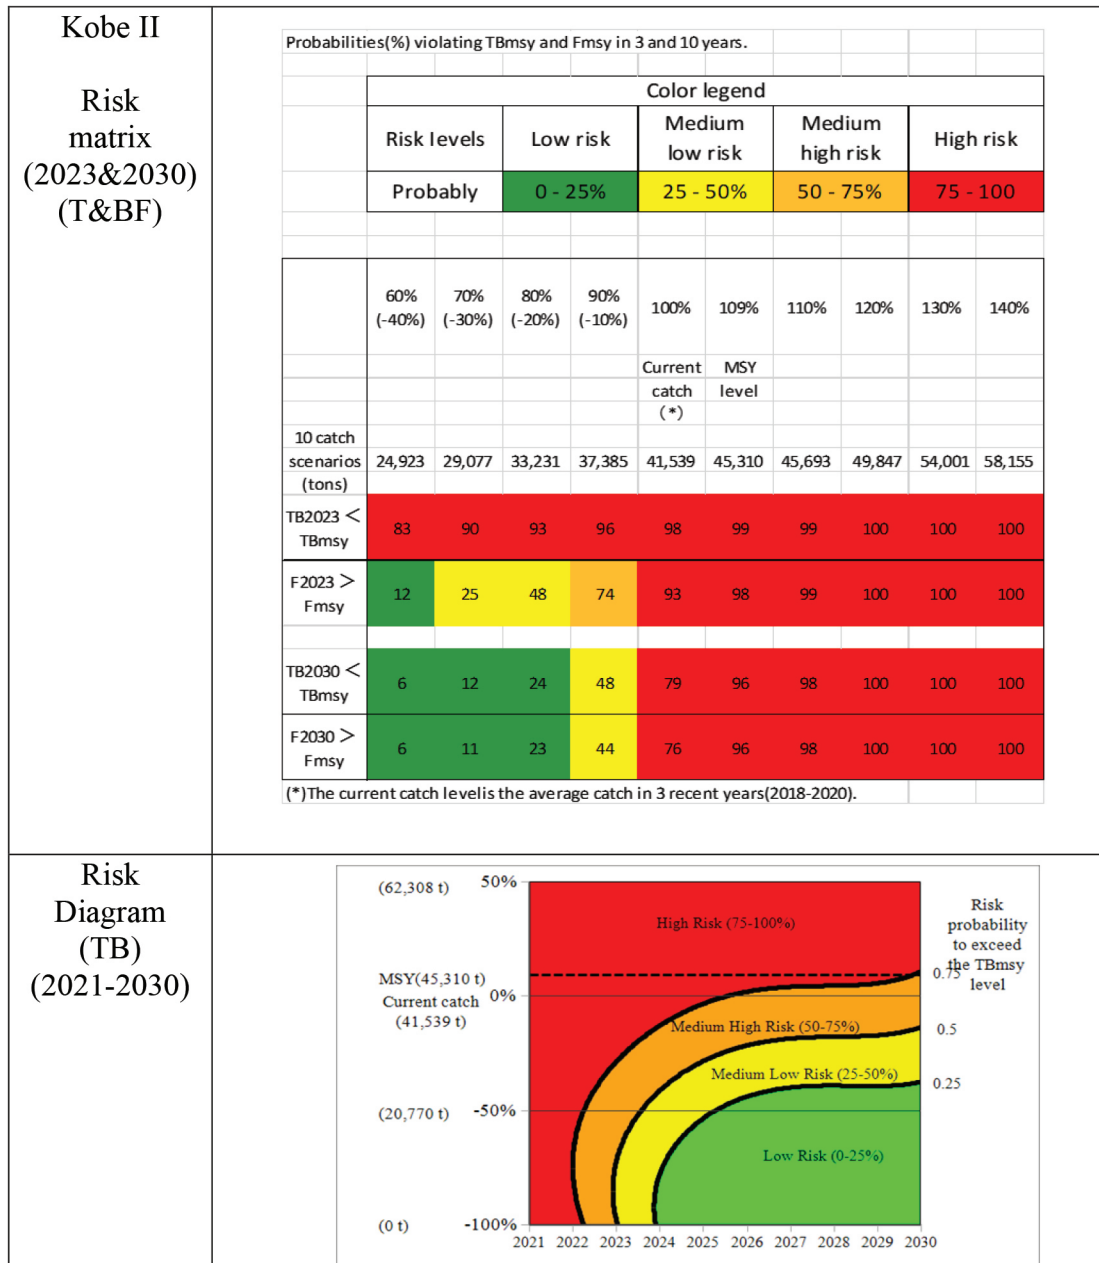 Kobe II
Risk
matrix
(2023&2030)
(T&BF)
Probabilities(%) violating TBmsy and Fmsy in 3 and 10 years.
Color legend
Risk levels Low risk Medium low risk Medium high risk High risk
Probably 0 - 25% 25 - 50% 50 - 75% 75 - 100
60% 70% 80% 90% 100% 109% 110% 120% 130% 140%
(-40%) (-30%) (-20%) (-10%)
Current MSY
catch level
(*)
10 catch
scenarios 24,923 29,077 33,231 37,385 41,539 45,310 45,693 49,847 54,001 58,155
(tons)
TB2023 < TBmsy 83 90 93 96 98 99 99 100 100 100
F2023 > Fmsy 12 25 48 74 93 98 99 100 100 100
TB2030 < TBmsy 6 12 24 48 79 96 98 100 100 100
F2030 > Fmsy 6 11 23 44 76 96 98 100 100 100
(*)The current catch levelis the average catch in 3 recent years(2018-2020).
Risk
Diagram
(TB)
(2021-2030)
(62,308 t) 50%
High Risk (75-100%)
Risk
probability
to exceed
the TBmsy
level
MSY(45,310 t)
0.75
Current catch 0%
(41,539 t)
Medium High Risk (50-75%)
0.5
Medium Low Risk (25-50%)
0.25
(20,770 t) -50%
Low Risk (0-25%)
(0 t) -100%
2021 2022 2023 2024 2025 2026 2027 2028 2029 2030